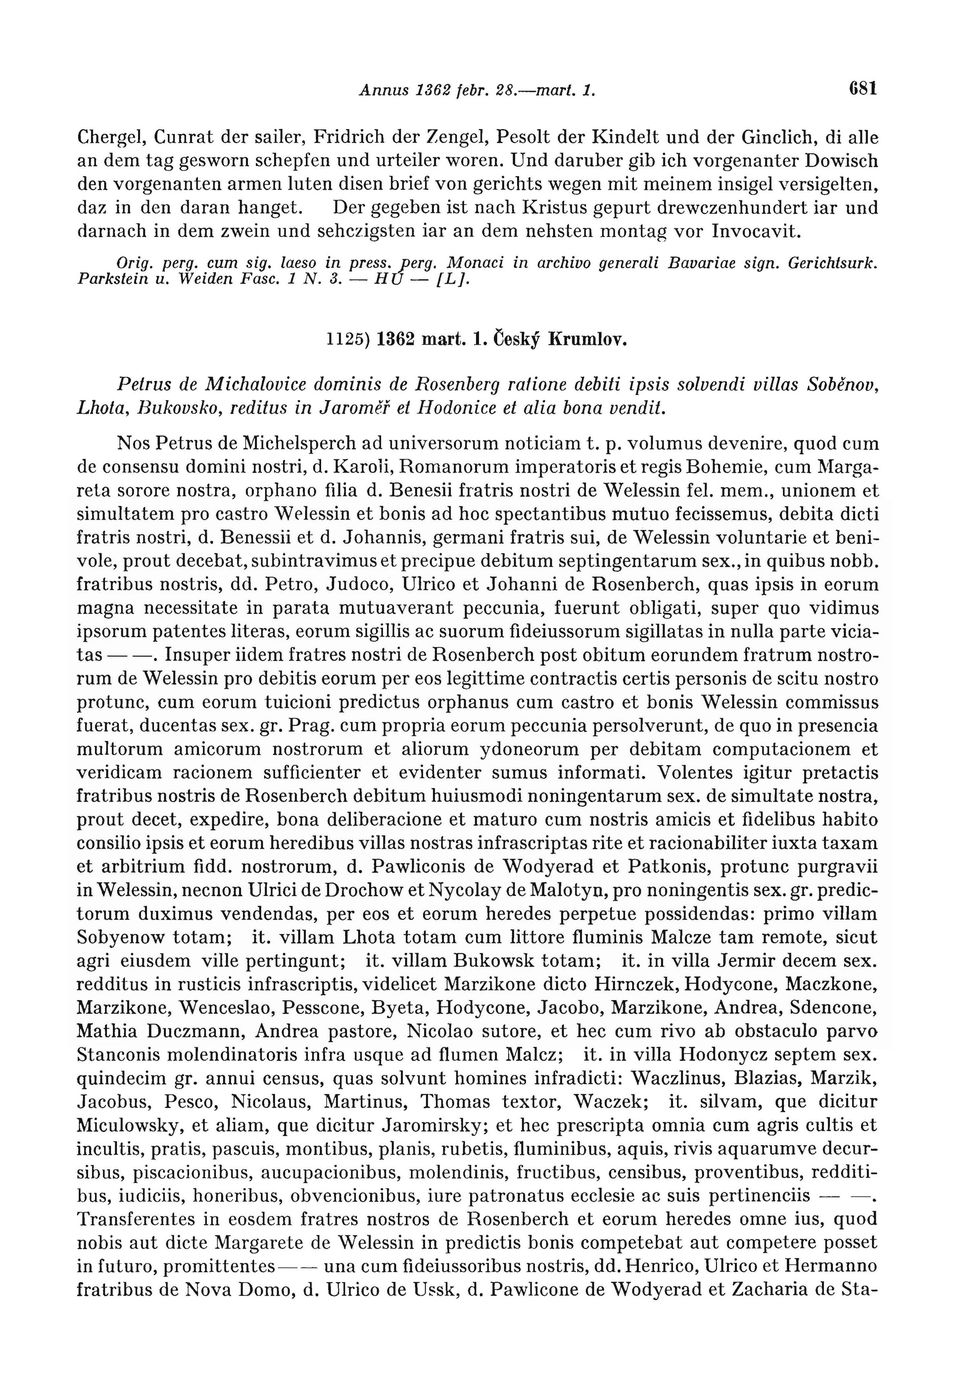 Annus 1362 febr. 28.—mart. 1. 681
Chergel, Cunrat der sailer, Fridrich der Zengel, Pesolt der Kindelt und der Ginclich, di alle
an dem tag gesworn schepfen und urteiler woren. Und daruber gib ich vorgenanter Dowisch
den vorgenanten armen luten disen brief von gerichts wegen mit meinem insigel versigelten,
daz in den daran hanget. Der gegeben ist nach Kristus gepurt drewczenhundert iar und
darnach in dem zwein und sehczigsten iar an dem nehsten montag vor Invocavit.
Orig. perg. cum sig. laeso in press. perg. Monaci in archivo generali Bavariae sign. Gerichtsurk.
Parkstein u. Weiden Fasc. 1 N. 3. — HU — [L].
1125) 1362 mart. 1. Český Krumlov.
Petrus de Michalovice dominis de Rosenberg ratione debiti ipsis solvendi villas Soběnov,
Lhota, Bukovsko, reditus in Jaroměř et Hodonice et alia bona vendit.
Nos Petrus de Michelsperch ad universorum noticiam t. p. volumus devenire, quod cum
de consensu domini nostri, d. Karoli, Romanorum imperatoris et regis Bohemie, cum Marga-
reta sorore nostra, orphano filia d. Benesii fratris nostri de Welessin fel. mem., unionem et
simultatem pro castro Welessin et bonis ad hoc spectantibus mutuo fecissemus, debita dicti
fratris nostri, d. Benessii et d. Johannis, germani fratris sui, de Welessin voluntarie et beni-
vole, prout decebat, subintravimus et precipue debitum septingentarum sex., in quibus nobb.
fratribus nostris, dd. Petro, Judoco, Ulrico et Johanni de Rosenberch, quas ipsis in eorum
magna necessitate in parata mutuaverant peccunia, fuerunt obligati, super quo vidimus
ipsorum patentes literas, eorum sigillis ac suorum fideiussorum sigillatas in nulla parte vicia-
tas — —. Insuper iidem fratres nostri de Rosenberch post obitum eorundem fratrum nostro-
rum de Welessin pro debitis eorum per eos legittime contractis certis personis de scitu nostro
protunc, cum eorum tuicioni predictus orphanus cum castro et bonis Welessin commissus
fuerat, ducentas sex. gr. Prag. cum propria eorum peccunia persolverunt, de quo in presencia
multorum amicorum nostrorum et aliorum ydoneorum per debitam computacionem et
veridicam racionem sufficienter et evidenter sumus informati. Volentes igitur pretactis
fratribus nostris de Rosenberch debitum huiusmodi noningentarum sex. de simultate nostra,
prout decet, expedire, bona deliberacione et maturo cum nostris amicis et fidelibus habito
consilio ipsis et eorum heredibus villas nostras infrascriptas rite et racionabiliter iuxta taxam
et arbitrium fidd. nostrorum, d. Pawliconis de Wodyerad et Patkonis, protunc purgravii
in Welessin, necnon Ulrici de Drochow et Nycolay de Malotyn, pro noningentis sex. gr. predic-
torum duximus vendendas, per eos et eorum heredes perpetue possidendas: primo villam
Sobyenow totam; it. villam Lhota totam cum littore fluminis Malcze tam remote, sicut
agri eiusdem ville pertingunt; it. villam Bukowsk totam; it. in villa Jermir decem sex.
redditus in rusticis infrascriptis, videlicet Marzikone dicto Hirnczek, Hodycone, Maczkone,
Marzikone, Wenceslao, Pesscone, Byeta, Hodycone, Jacobo, Marzikone, Andrea, Sdencone,
Mathia Duczmann, Andrea pastore, Nicolao sutore, et hec cum rivo ab obstaculo parvo
Stanconis molendinatoris infra usque ad flumen Malcz; it. in villa Hodonycz septem sex.
quindecim gr. annui census, quas solvunt homines infradicti: Waczlinus, Blazias, Marzik,
Jacobus, Pesco, Nicolaus, Martinus, Thomas textor, Waczek; it. silvam, que dicitur
Miculowsky, et aliam, que dicitur Jaromirsky; et hec prescripta omnia cum agris cultis et
incultis, pratis, pascuis, montibus, planis, rubetis, fluminibus, aquis, rivis aquarumve decur-
sibus, piscacionibus, aucupacionibus, molendinis, fructibus, censibus, proventibus, redditi-
bus, iudiciis, honeribus, obvencionibus, iure patronatus ecclesie ac suis pertinenciis — —.
Transferentes in eosdem fratres nostros de Rosenberch et eorum heredes omne ius, quod
nobis aut dicte Margarete de Welessin in predictis bonis competebat aut competere posset
in futuro, promittentes — — una cum fideiussoribus nostris, dd. Henrico, Ulrico et Hermanno
fratribus de Nova Domo, d. Ulrico de Ussk, d. Pawlicone de Wodyerad et Zacharia de Sta-